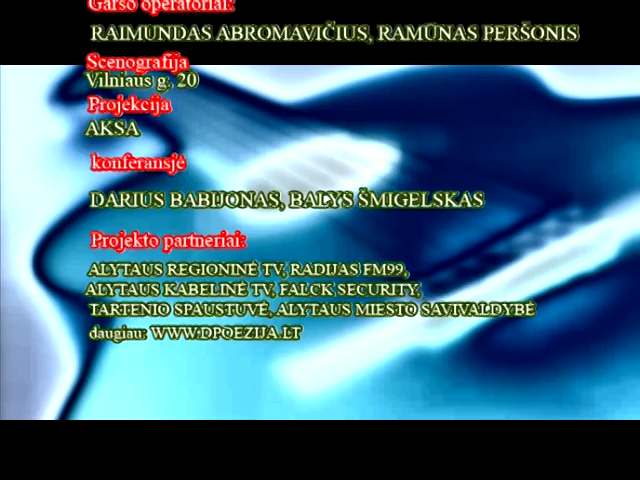 Garso operatoriai:
RAIMUNDAS ABROMAVIČIUS, RAMŪNAS PERŠONIS
Scenografija
Vilniaus g. 20
Projekcija
AKSA
konferansjė
DARIUS BABIJONAS, BALYS ŠMIGELSKAS
Projekto partneriai:
ALYTAUS REGIONINĖ TV, RADIJAS FM99,
ALYTAUS KABELINĖ TV, FALCK SECURITY,
TARTENIO SPAUSTUVĖ, ALYTAUS MIESTO SAVIVALDYBĖ
daugiau: WWW.DPOEZIJA.LT